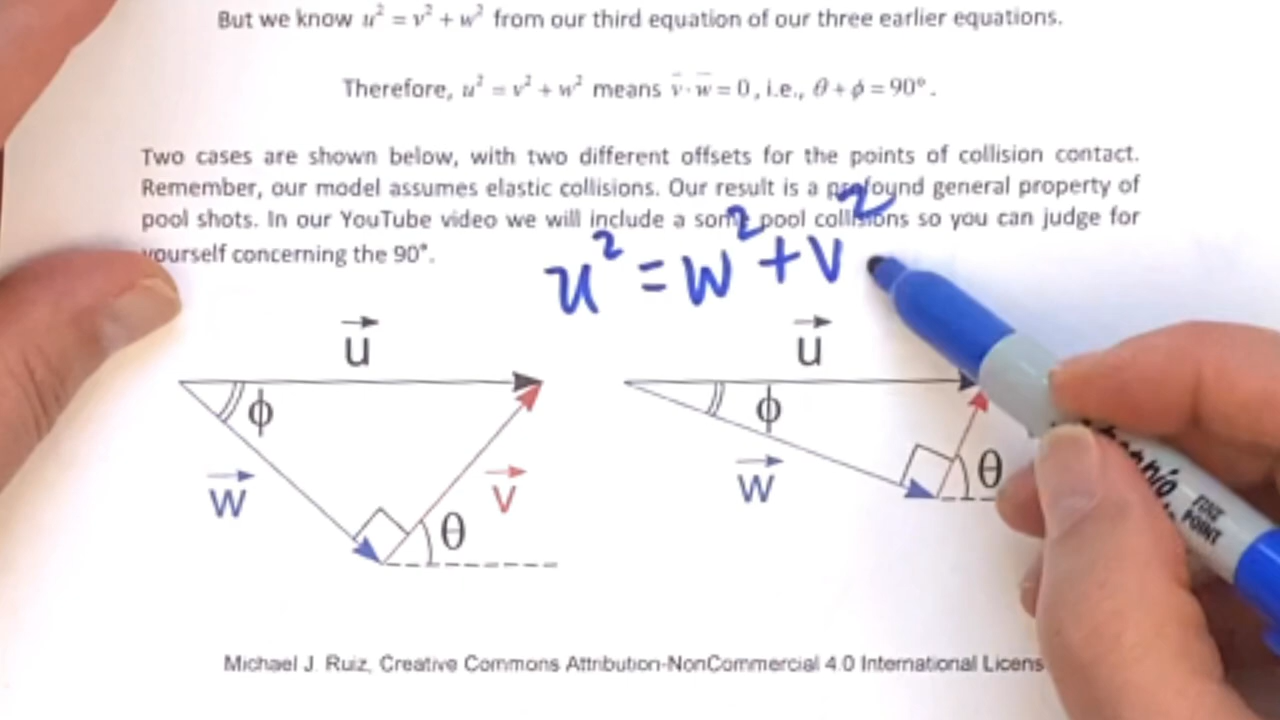 But we know u² = v² + w² from our third equation of our three earlier equations.
Therefore, u² = v² + w² means v̄ · w̄ = 0, i.e., θ + ϕ = 90°.
Two cases are shown below, with two different offsets for the points of collision contact.
Remember, our model assumes elastic collisions. Our result is a profound general property of
pool shots. In our YouTube video we will include a some pool collisions so you can judge for
yourself concerning the 90°.
u² = w² + v²
u u
ϕ ϕ
w v θ w θ
FINE
POINT
Michael J. Ruiz, Creative Commons Attribution-NonCommercial 4.0 International Licens